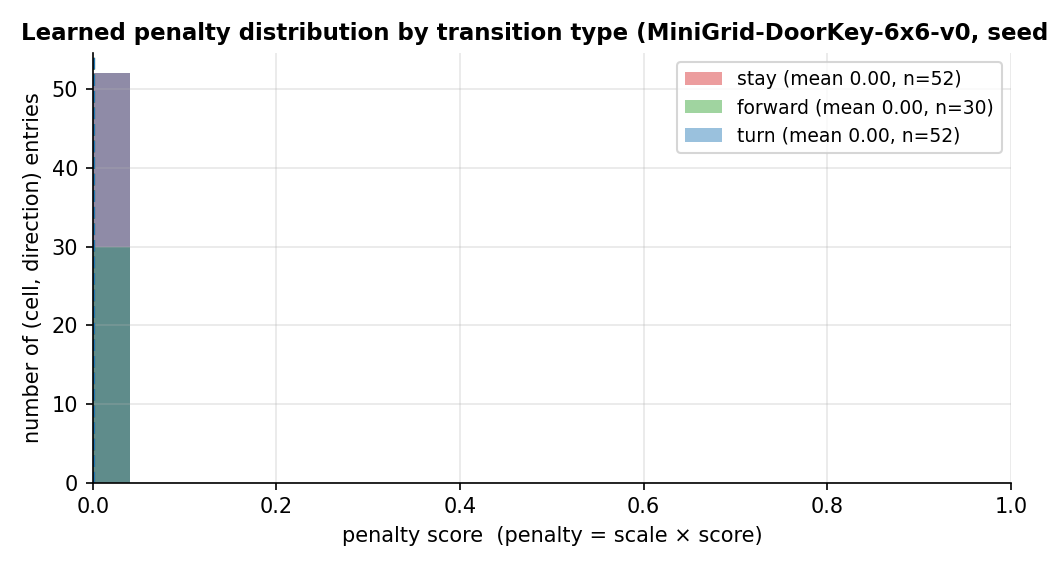 Learned penalty distribution by transition type (MiniGrid-DoorKey-6x6-v0, seed
stay (mean 0.00, n=52)
forward (mean 0.00, n=30)
turn (mean 0.00, n=52)
number of (cell, direction) entries
50
40
30
20
10
0
0.0 0.2 0.4 0.6 0.8 1.0
penalty score (penalty = scale × score)